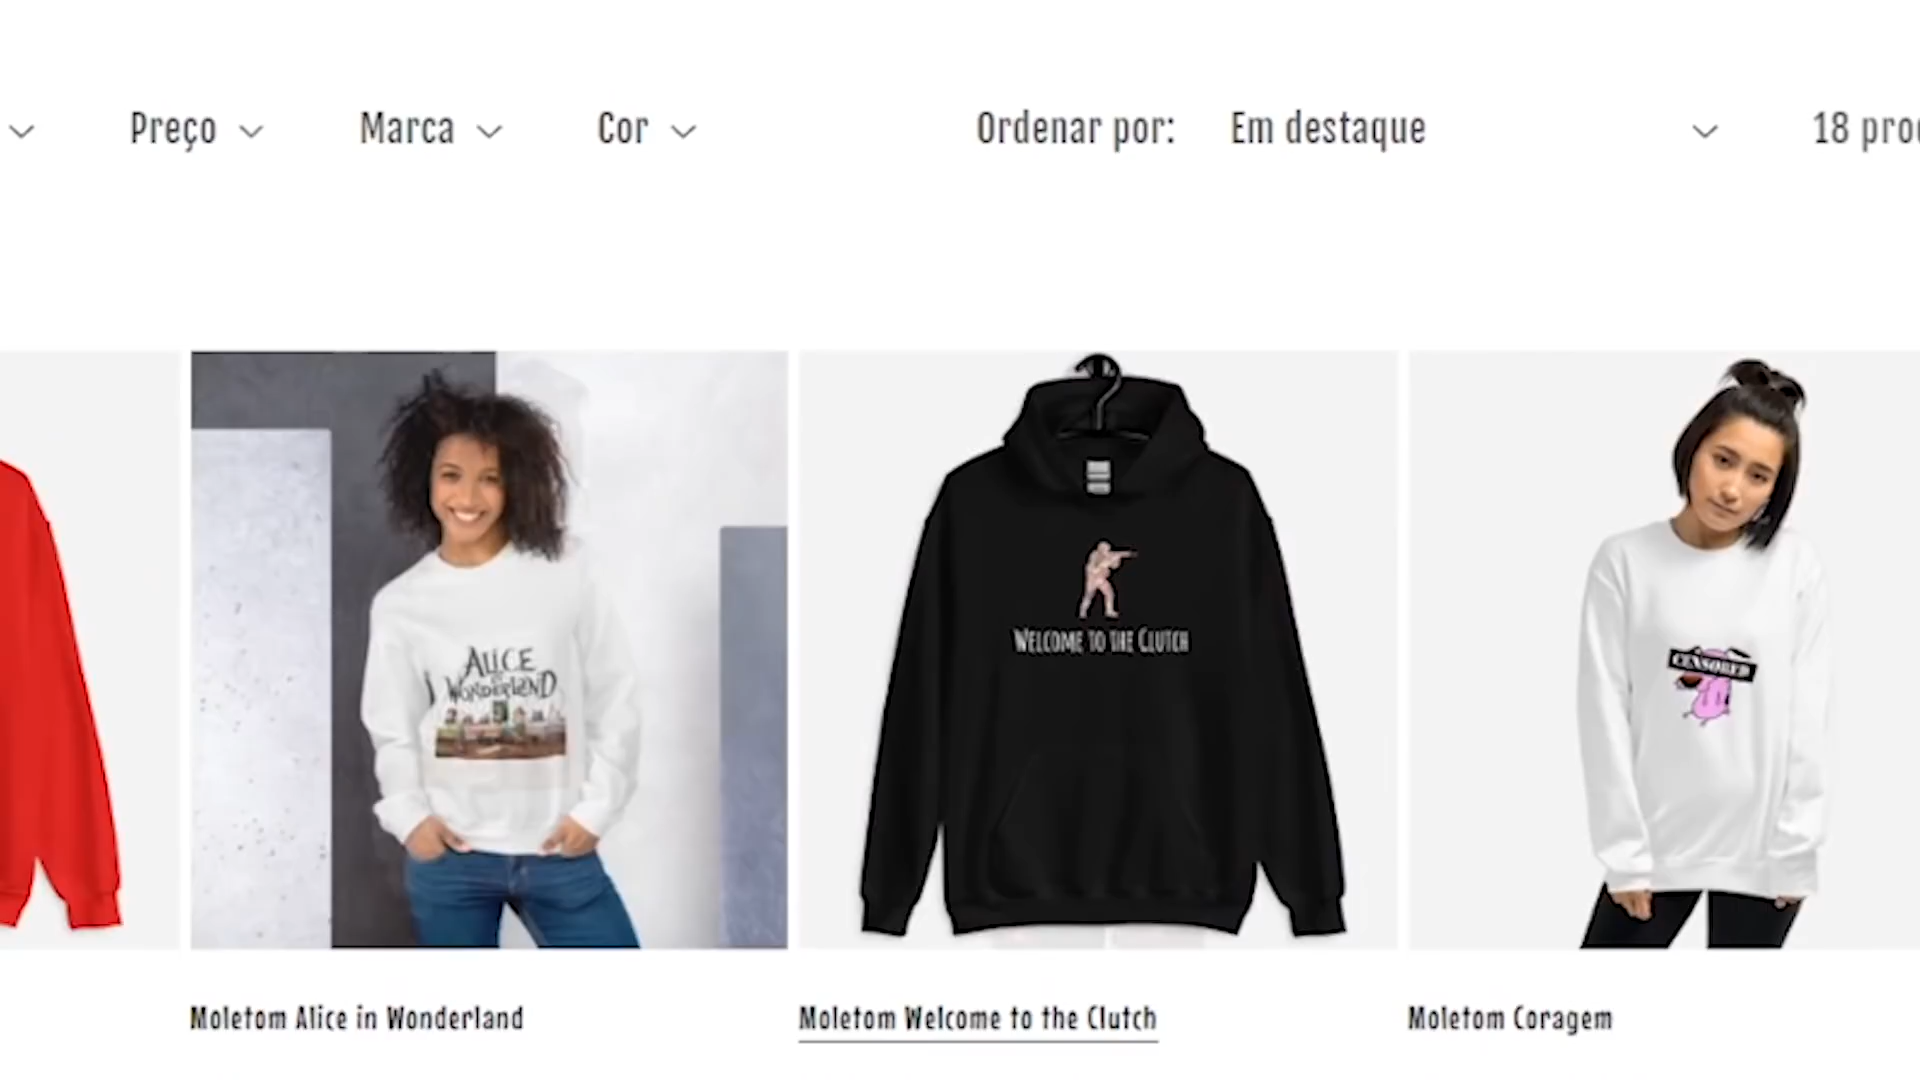 Preço
Marca
Cor
Ordenar por:
Em destaque
18
ALICE
WONDERLAND
WELCOME TO THE CLUTCH
CENSORED
Moletom Alice in Wonderland
Moletom Welcome to the Clutch
Moletom Coragem